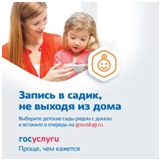 Запись в садик,
не выходя из дома
Выберите детские сады рядом с домом
и встаньте в очередь на gosuslugi.ru
госуслуги
Проще, чем кажется